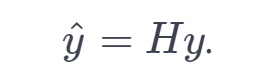 ŷ = Hy.